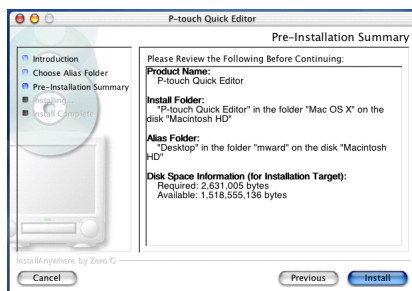 P-touch Quick Editor
Pre-Installation Summary
Introduction
Choose Alias Folder
Pre-Installation Summary
Installing...
Install Complete
Please Review the Following Before Continuing:
Product Name:
P-touch Quick Editor
Install Folder:
"P-touch Quick Editor" in the folder "Mac OS X" on the
disk "Macintosh HD"
Alias Folder:
"Desktop" in the folder "mward" on the disk "Macintosh
HD"
Disk Space Information (for Installation Target):
Required: 2,631,005 bytes
Available: 1,518,555,136 bytes
InstallAnywhere by Zero G
Cancel
Previous
Install